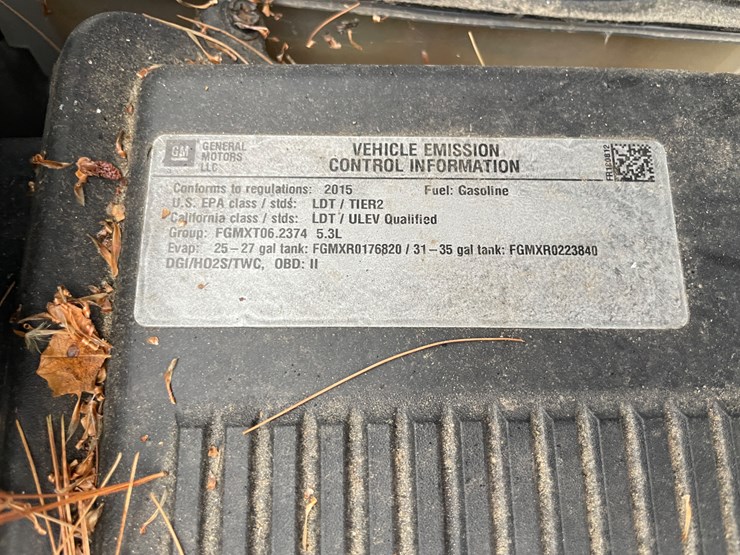 GM GENERAL
MOTORS
LLC
VEHICLE EMISSION
CONTROL INFORMATION
Conforms to regulations: 2015 Fuel: Gasoline
U.S. EPA class / stds: LDT / TIER2
California class / stds: LDT / ULEV Qualified
Group: FGMXT06.2374 5.3L
Evap: 25-27 gal tank: FGMXR0176820 / 31-35 gal tank: FGMXR0223840
DGI/HO2S/TWC, OBD: II